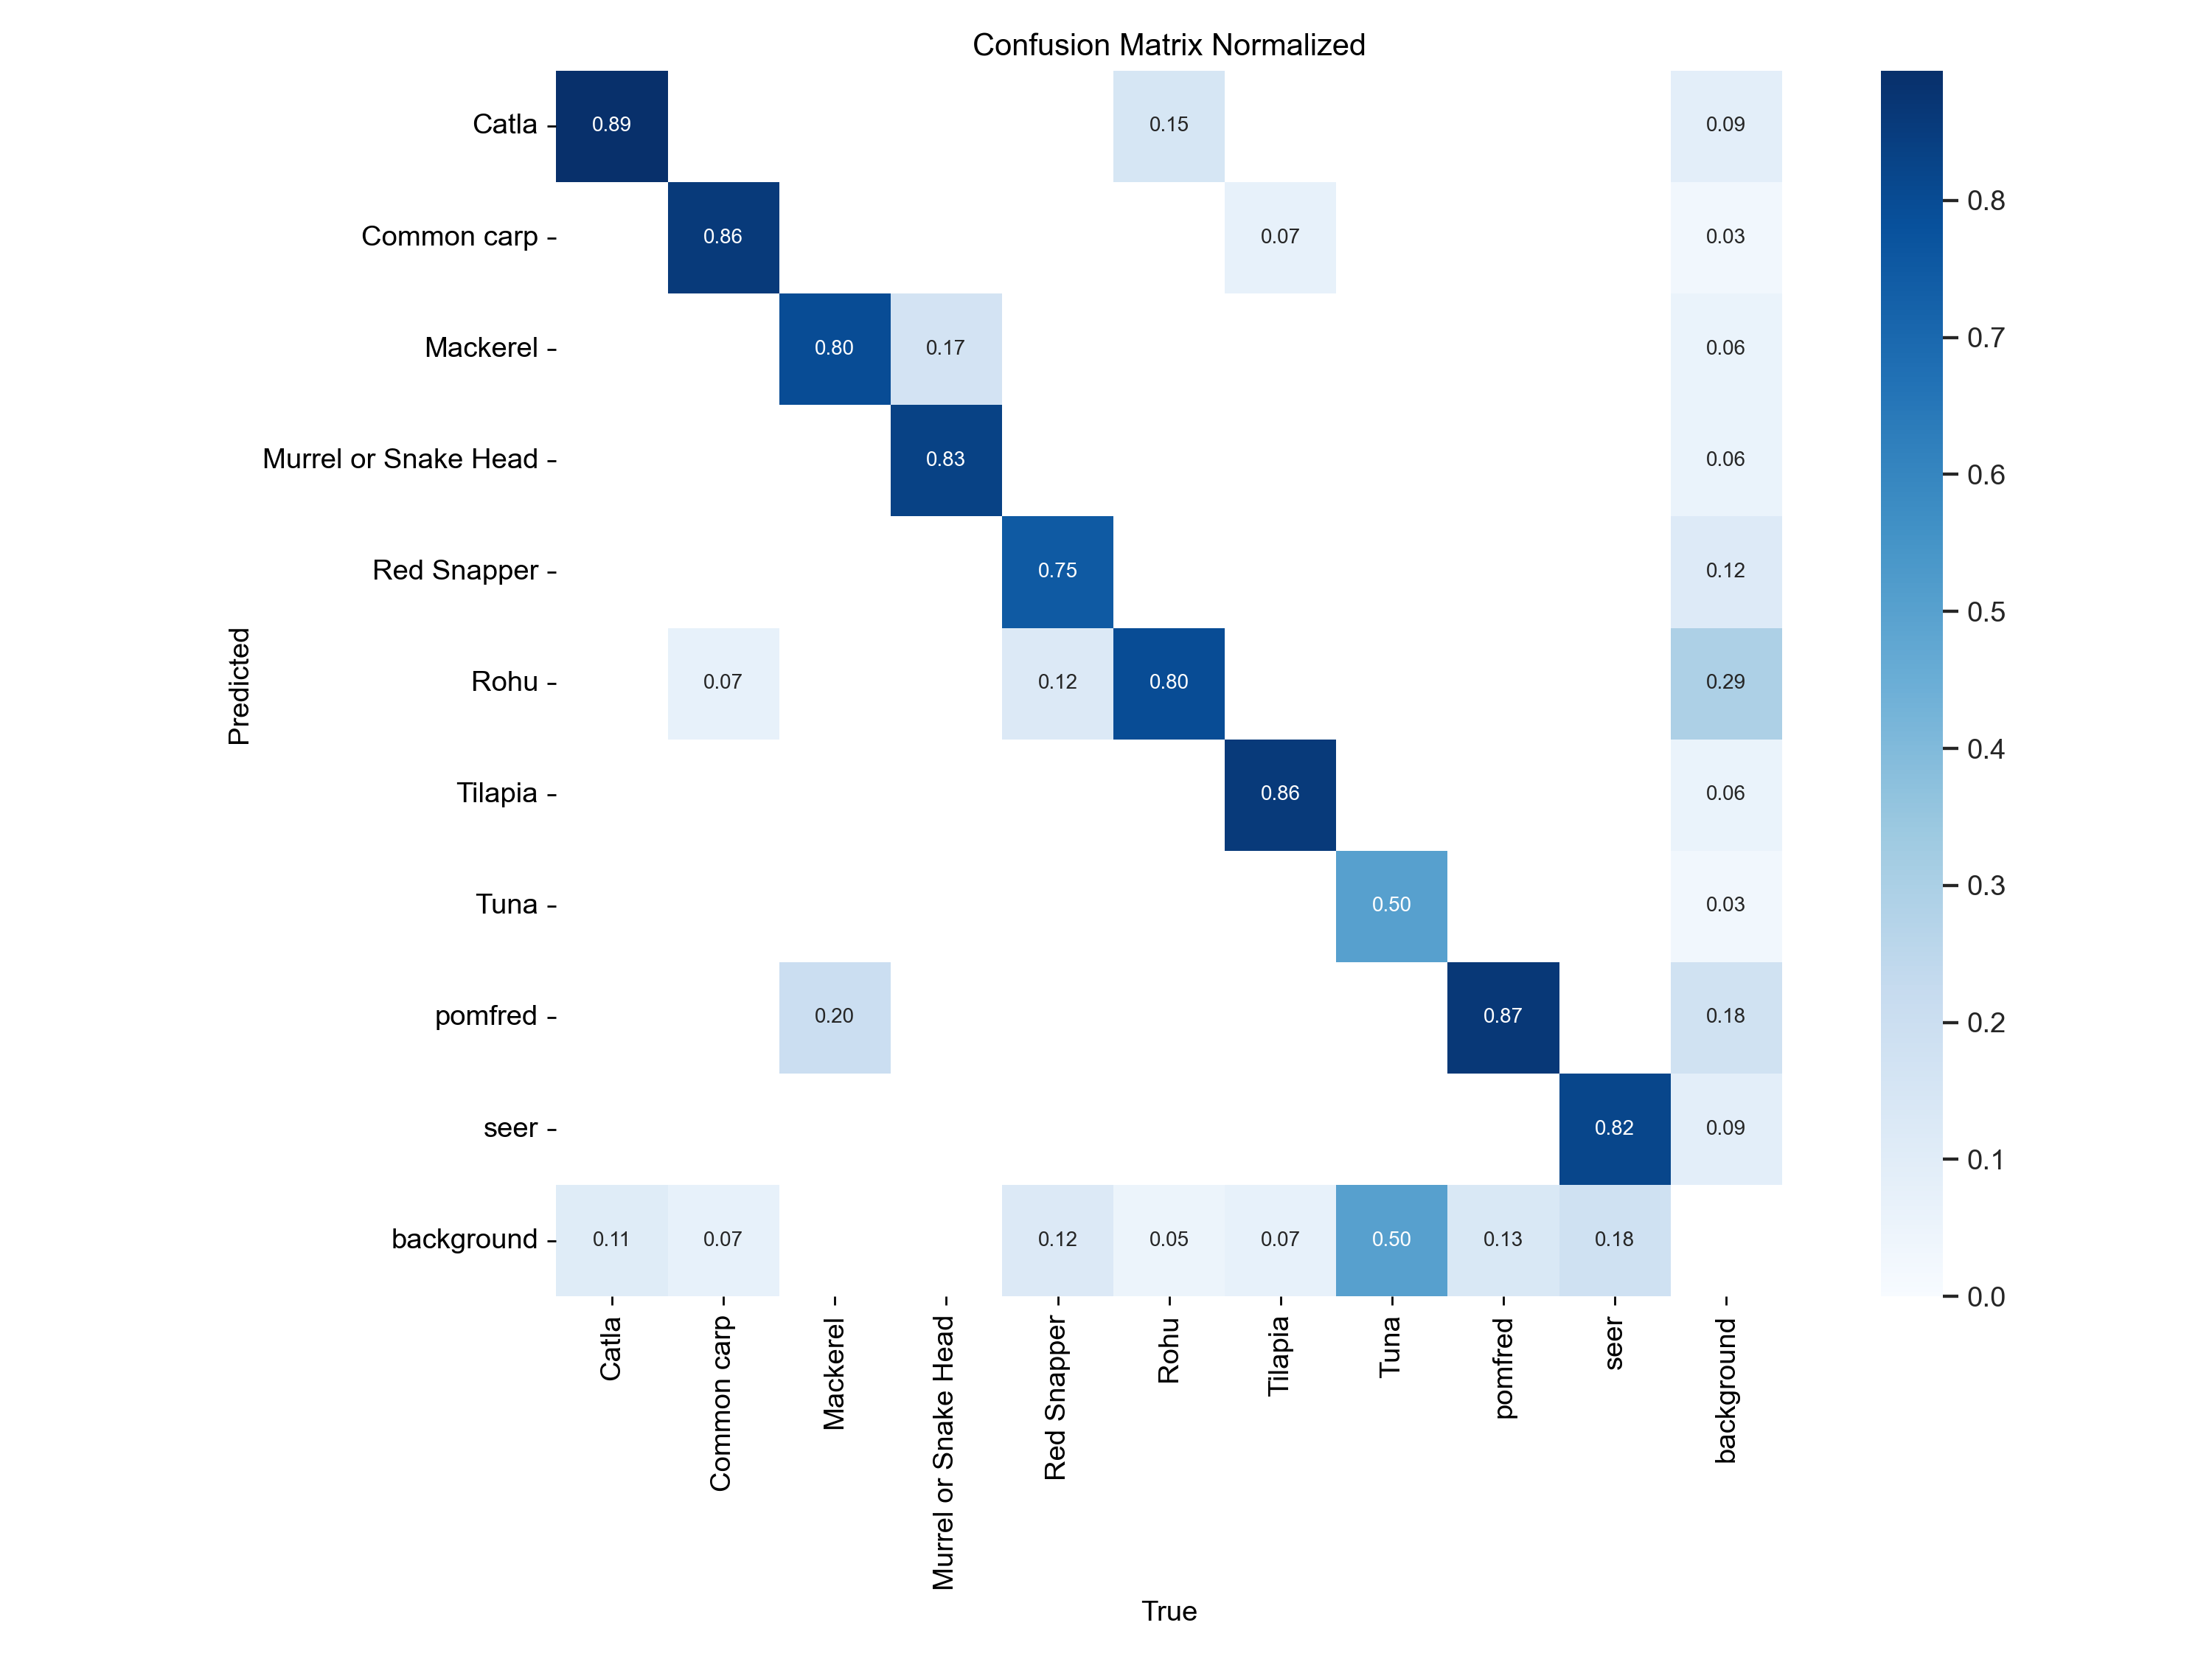 Confusion Matrix Normalized
Catla 0.89 0.15 0.09
Common carp 0.86 0.07 0.03
Mackerel 0.80 0.17 0.06
Murrel or Snake Head 0.83 0.06
Red Snapper 0.75 0.12
Rohu 0.07 0.12 0.80 0.29
Tilapia 0.86 0.06
Tuna 0.50 0.03
pomfred 0.20 0.87 0.18
seer 0.82 0.09
background 0.11 0.07 0.12 0.05 0.07 0.50 0.13 0.18
Predicted
Catla
Common carp
Mackerel
Murrel or Snake Head
Red Snapper
Rohu
Tilapia
Tuna
pomfred
seer
background
True
0.8
0.7
0.6
0.5
0.4
0.3
0.2
0.1
0.0